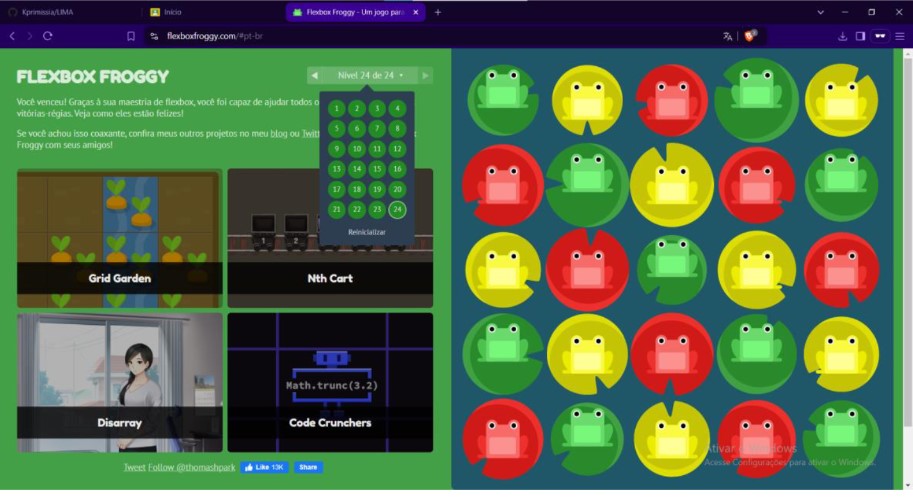 Kprimessia/LIMA
Início
Flexbox Froggy - Um jogo para
flexboxfroggy.com/#pt-br
FLEXBOX FROGGY
Nível 24 de 24
Você venceu! Graças à sua maestria de flexbox, você foi capaz de ajudar todos o
vitórias-régias. Veja como eles estão felizes!
Se você achou isso coaxante, confira meus outros projetos no meu blog ou Twitt
Froggy com seus amigos!
1 2 3 4
5 6 7 8
9 10 11 12
13 14 15 16
17 18 19 20
21 22 23 24
Reinicializar
1 2
Grid Garden
Nth Cart
Math.trunc(3.2)
Disarray
Code Crunchers
Tweet Follow @thomashpark Like 13K Share
Ativar o Windows
Acesse Configurações para ativar o Windows.